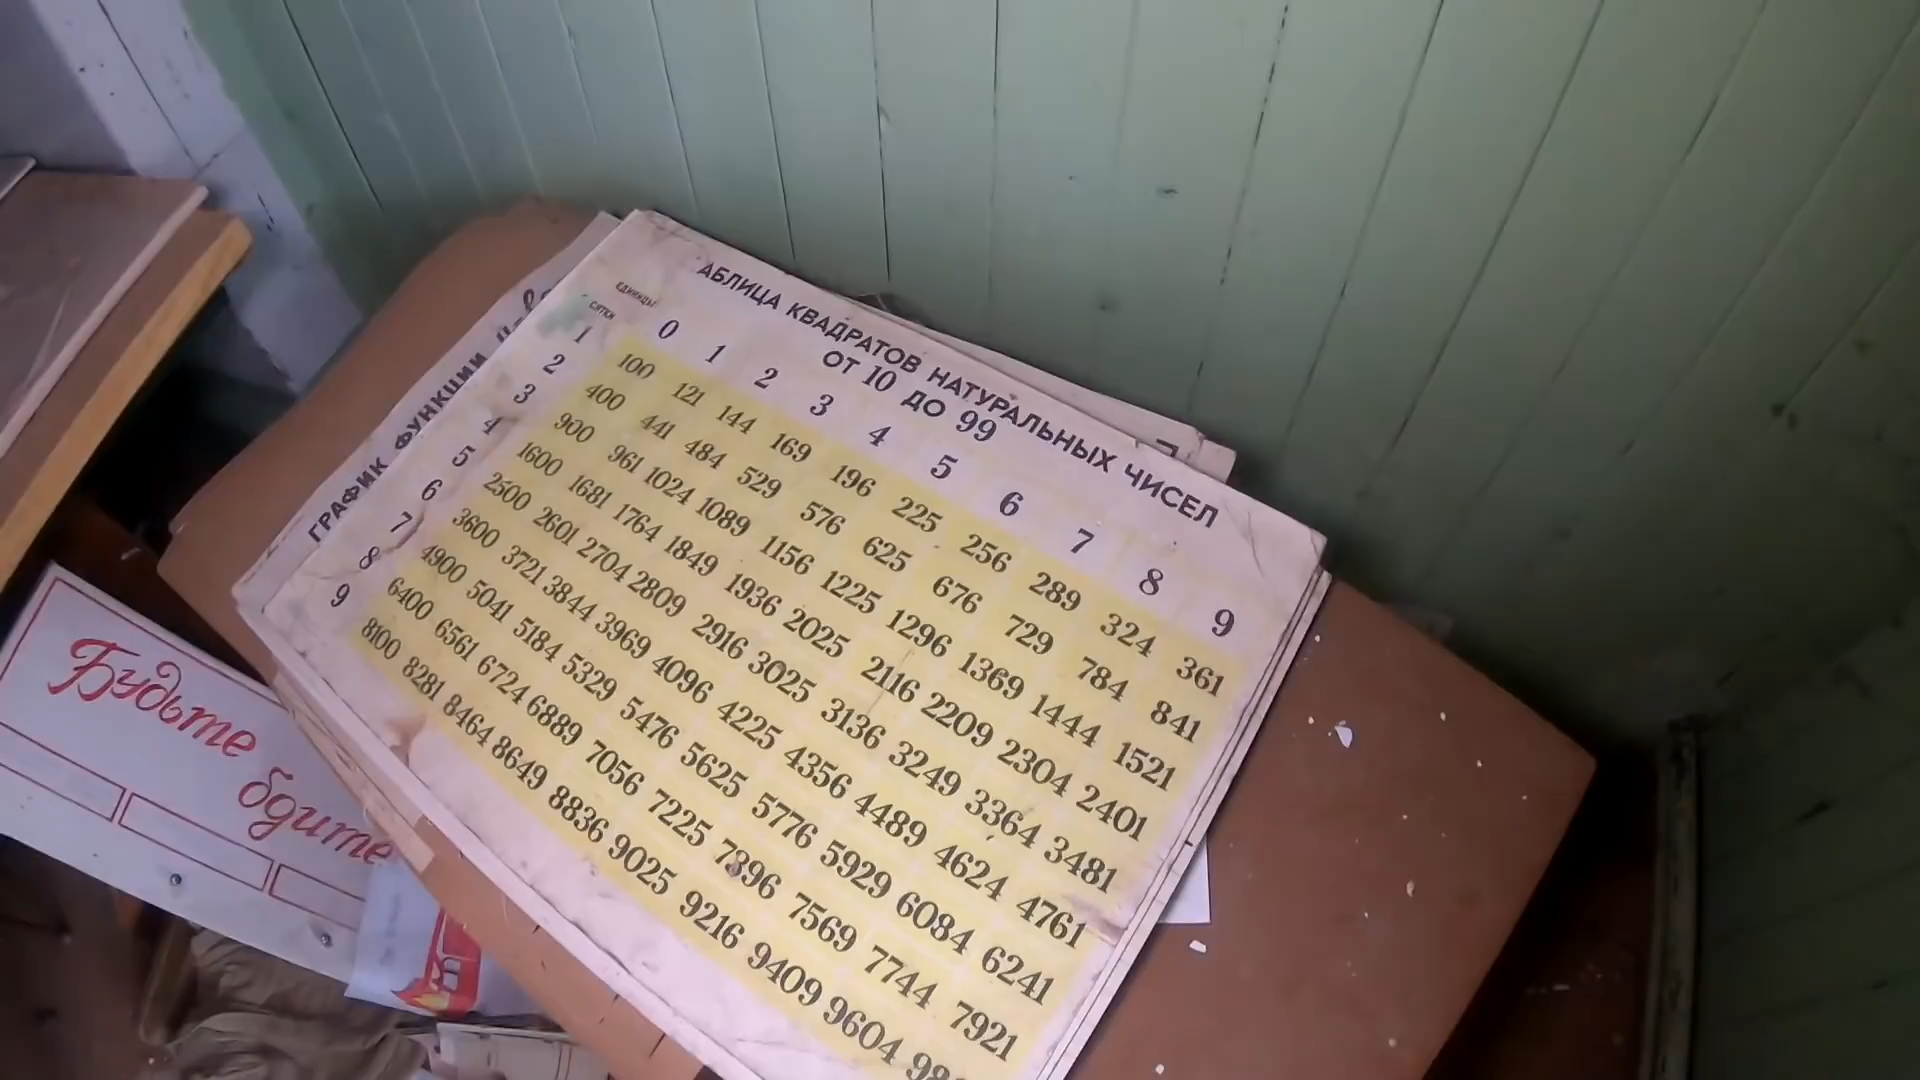 АБЛИЦА КВАДРАТОВ НАТУРАЛЬНЫХ ЧИСЕЛ
ОТ 10 ДО 99
ЕДИНИЦЫ
0 1 2 3 4 5 6 7 8 9
1 100 121 144 169 196 225 256 289 324 361
2 400 441 484 529 576 625 676 729 784 841
3 900 961 1024 1089 1156 1225 1296 1369 1444 1521
4 1600 1681 1764 1849 1936 2025 2116 2209 2304 2401
5 2500 2601 2704 2809 2916 3025 3136 3249 3364 3481
6 3600 3721 3844 3969 4096 4225 4356 4489 4624 4761
7 4900 5041 5184 5329 5476 5625 5776 5929 6084 6241
8 6400 6561 6724 6889 7056 7225 7396 7569 7744 7921
9 8100 8281 8464 8649 8836 9025 9216 9409 9604
ГРАФИК ФУНКЦИИ
Будьте
бдите